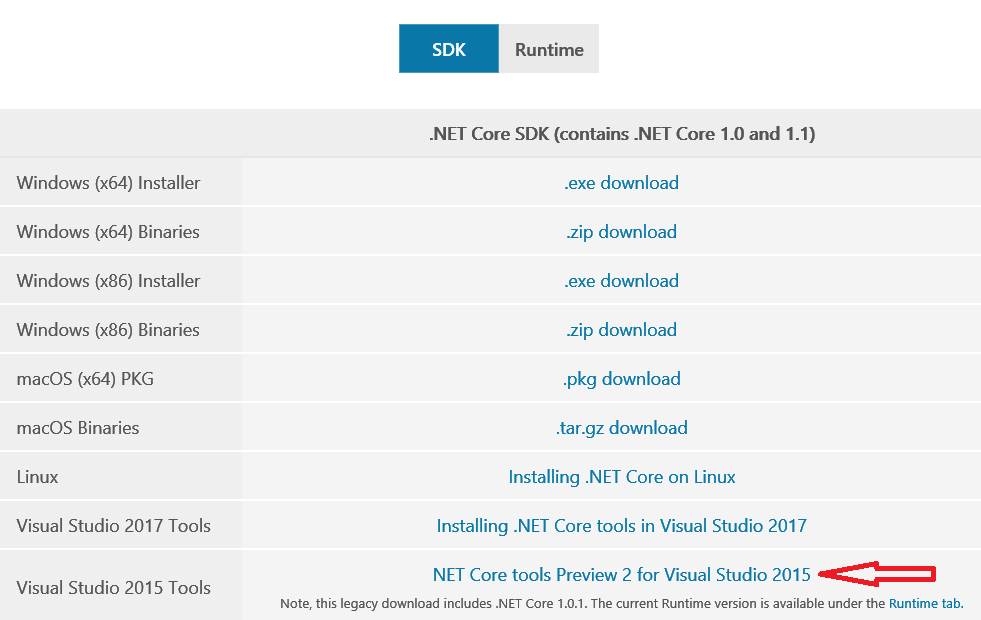 SDK Runtime
.NET Core SDK (contains .NET Core 1.0 and 1.1)
Windows (x64) Installer .exe download
Windows (x64) Binaries .zip download
Windows (x86) Installer .exe download
Windows (x86) Binaries .zip download
macOS (x64) PKG .pkg download
macOS Binaries .tar.gz download
Linux Installing .NET Core on Linux
Visual Studio 2017 Tools Installing .NET Core tools in Visual Studio 2017
Visual Studio 2015 Tools NET Core tools Preview 2 for Visual Studio 2015
Note, this legacy download includes .NET Core 1.0.1. The current Runtime version is available under the Runtime tab.